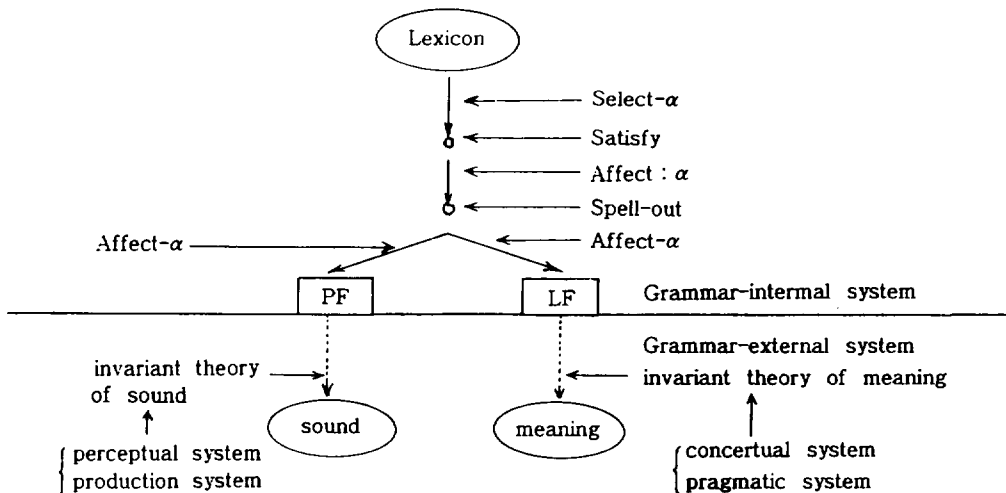 Lexicon
Select-α
Satisfy
Affect : α
Spell-out
Affect-α
Affect-α
PF
LF
Grammar-internal system
Grammar-external system
invariant theory
of sound
invariant theory of meaning
sound
meaning
perceptual system
production system
concertual system
pragmatic system